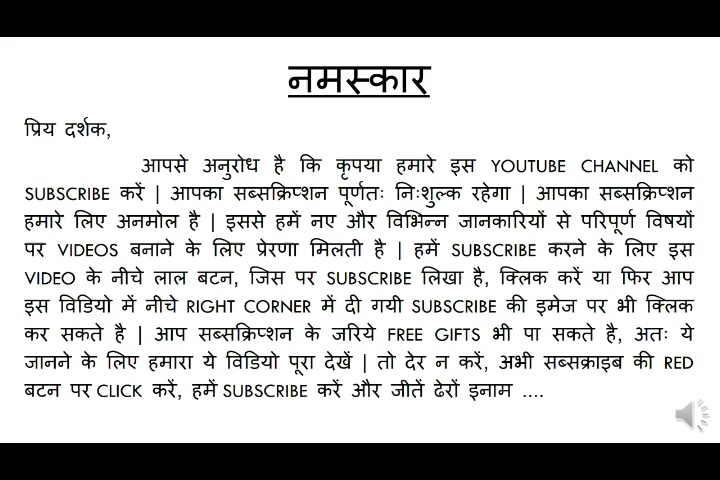 नमस्कार
प्रिय दर्शक,
आपसे अनुरोध है कि कृपया हमारे इस YOUTUBE CHANNEL को
SUBSCRIBE करें | आपका सब्सक्रिप्शन पूर्णतः निःशुल्क रहेगा | आपका सब्सक्रिप्शन
हमारे लिए अनमोल है | इससे हमें नए और विभिन्न जानकारियों से परिपूर्ण विषयों
पर VIDEOS बनाने के लिए प्रेरणा मिलती है | हमें SUBSCRIBE करने के लिए इस
VIDEO के नीचे लाल बटन, जिस पर SUBSCRIBE लिखा है, क्लिक करें या फिर आप
इस विडियो में नीचे RIGHT CORNER में दी गयी SUBSCRIBE की इमेज पर भी क्लिक
कर सकते है | आप सब्सक्रिप्शन के जरिये FREE GIFTS भी पा सकते है, अतः ये
जानने के लिए हमारा ये विडियो पूरा देखें | तो देर न करें, अभी सब्सक्राइब की RED
बटन पर CLICK करें, हमें SUBSCRIBE करें और जीतें ढेरों इनाम ....